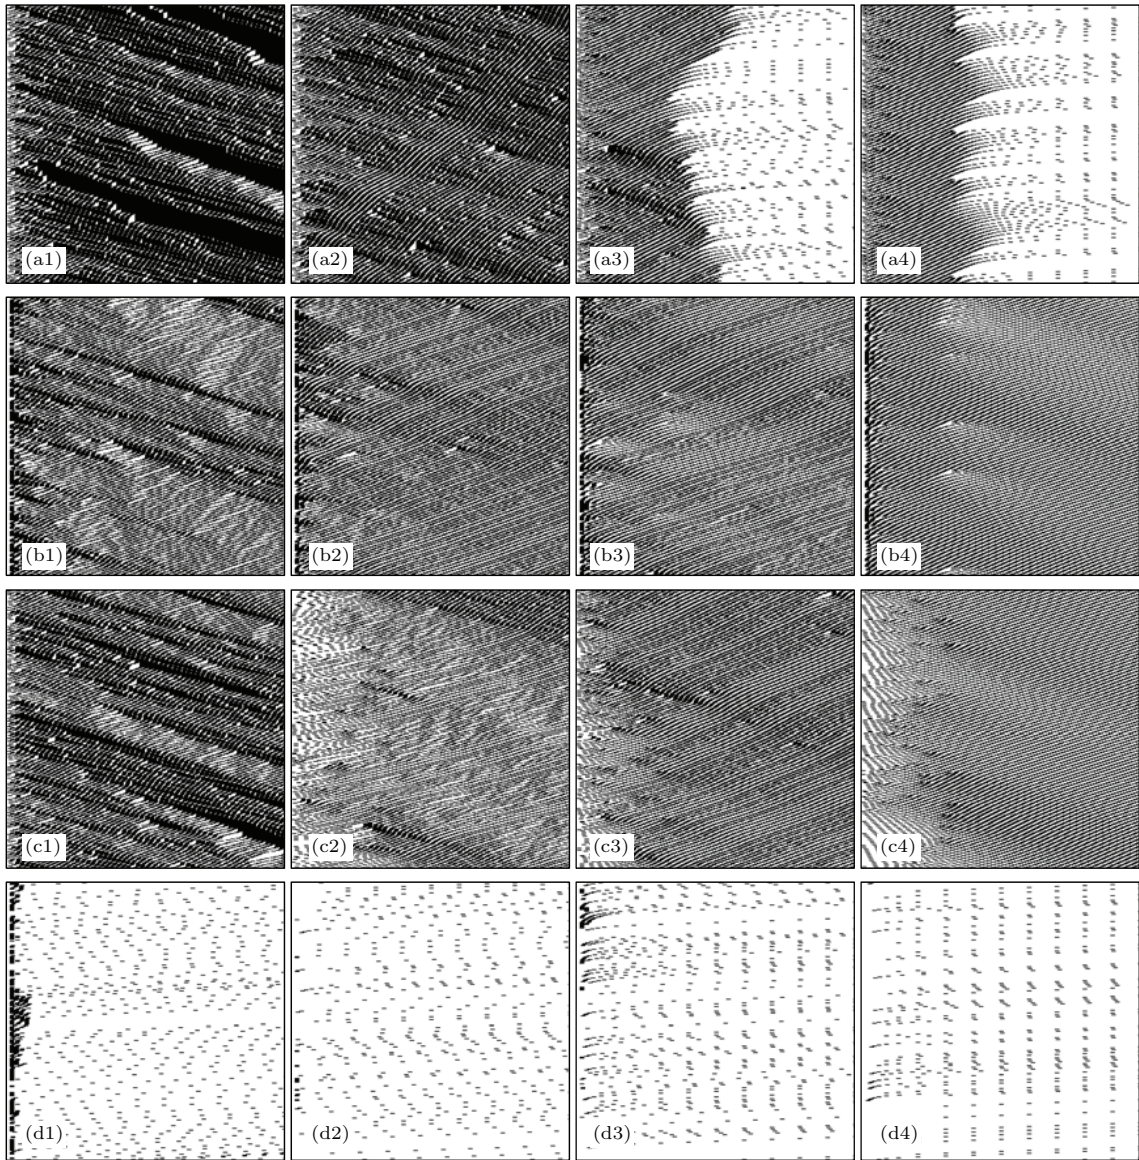 (a1) (a2) (a3) (a4)
(b1) (b2) (b3) (b4)
(c1) (c2) (c3) (c4)
(d1) (d2) (d3) (d4)